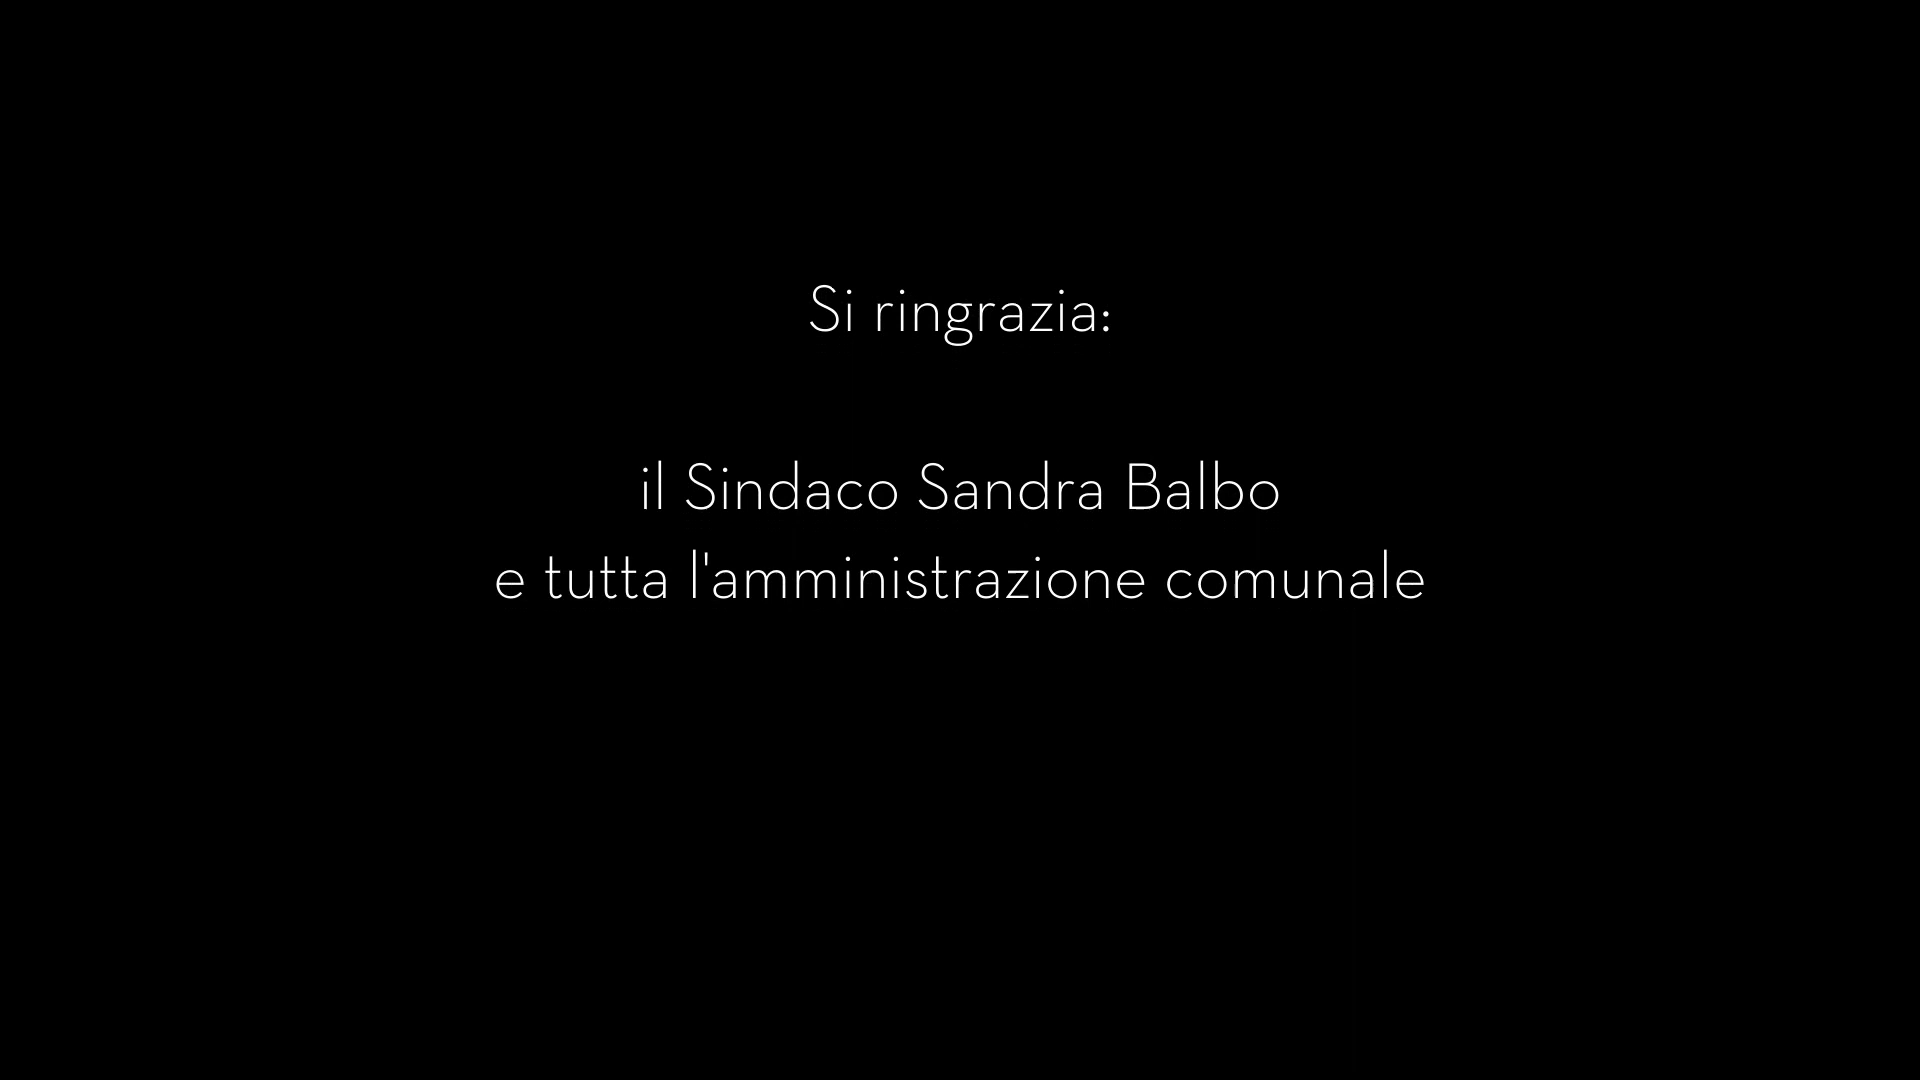 Si ringrazia:
il Sindaco Sandra Balbo
e tutta l'amministrazione comunale